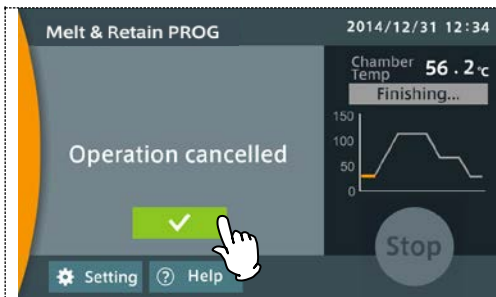 Melt & Retain PROG
2014/12/31 12:34
Chamber Temp 56.2℃
Finishing...
Operation cancelled
150
100
50
0
Stop
Setting
? Help